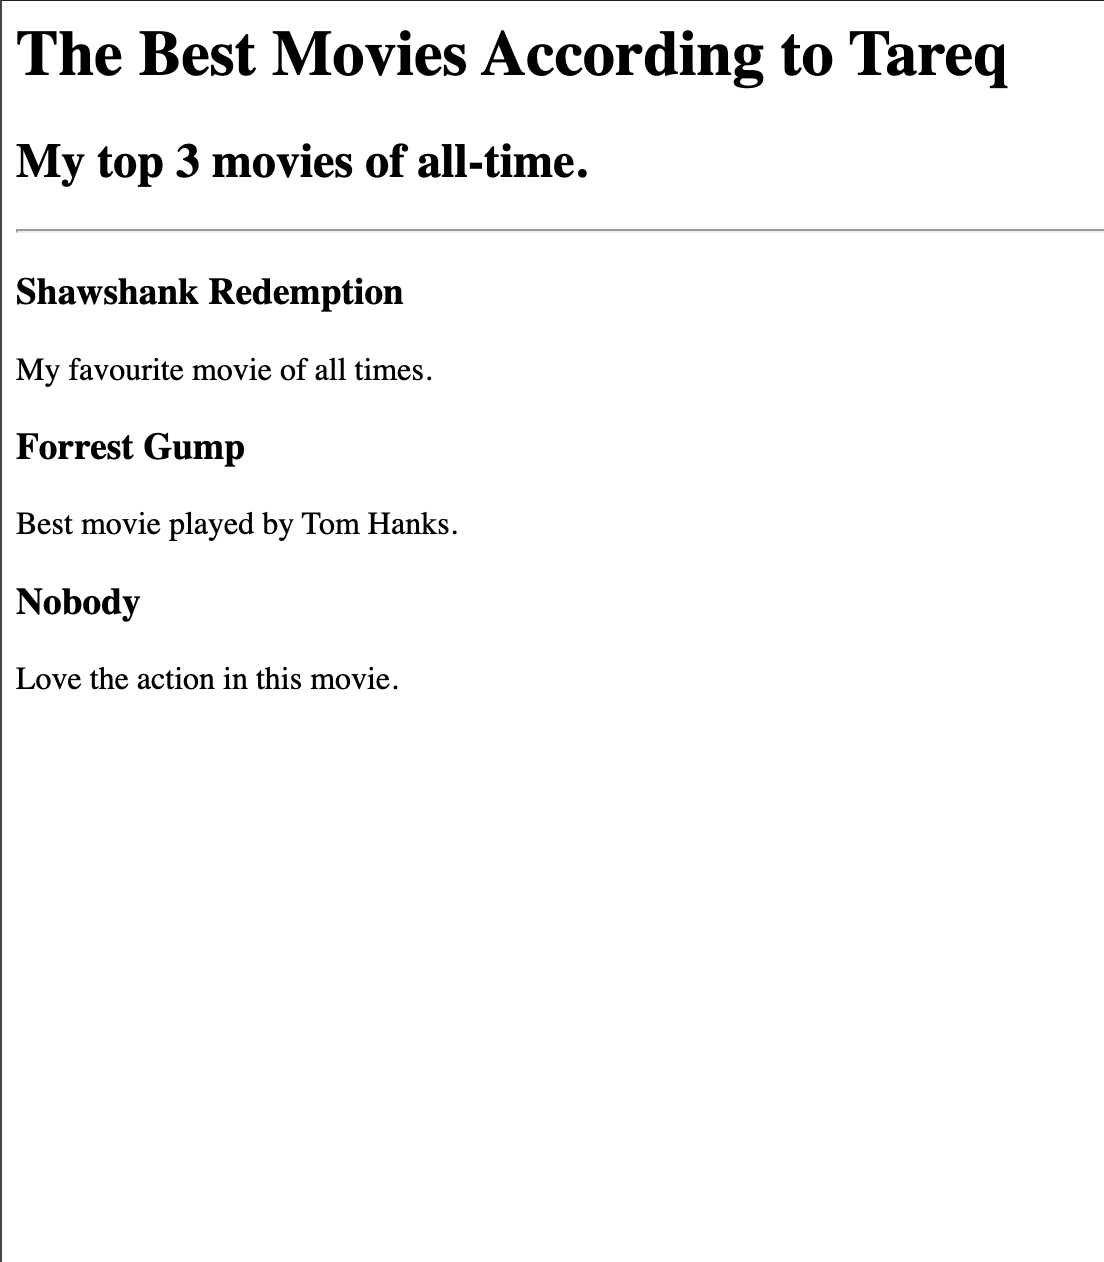 The Best Movies According to Tareq
My top 3 movies of all-time.
Shawshank Redemption
My favourite movie of all times.
Forrest Gump
Best movie played by Tom Hanks.
Nobody
Love the action in this movie.